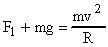 F₁ + mg = mv²/R